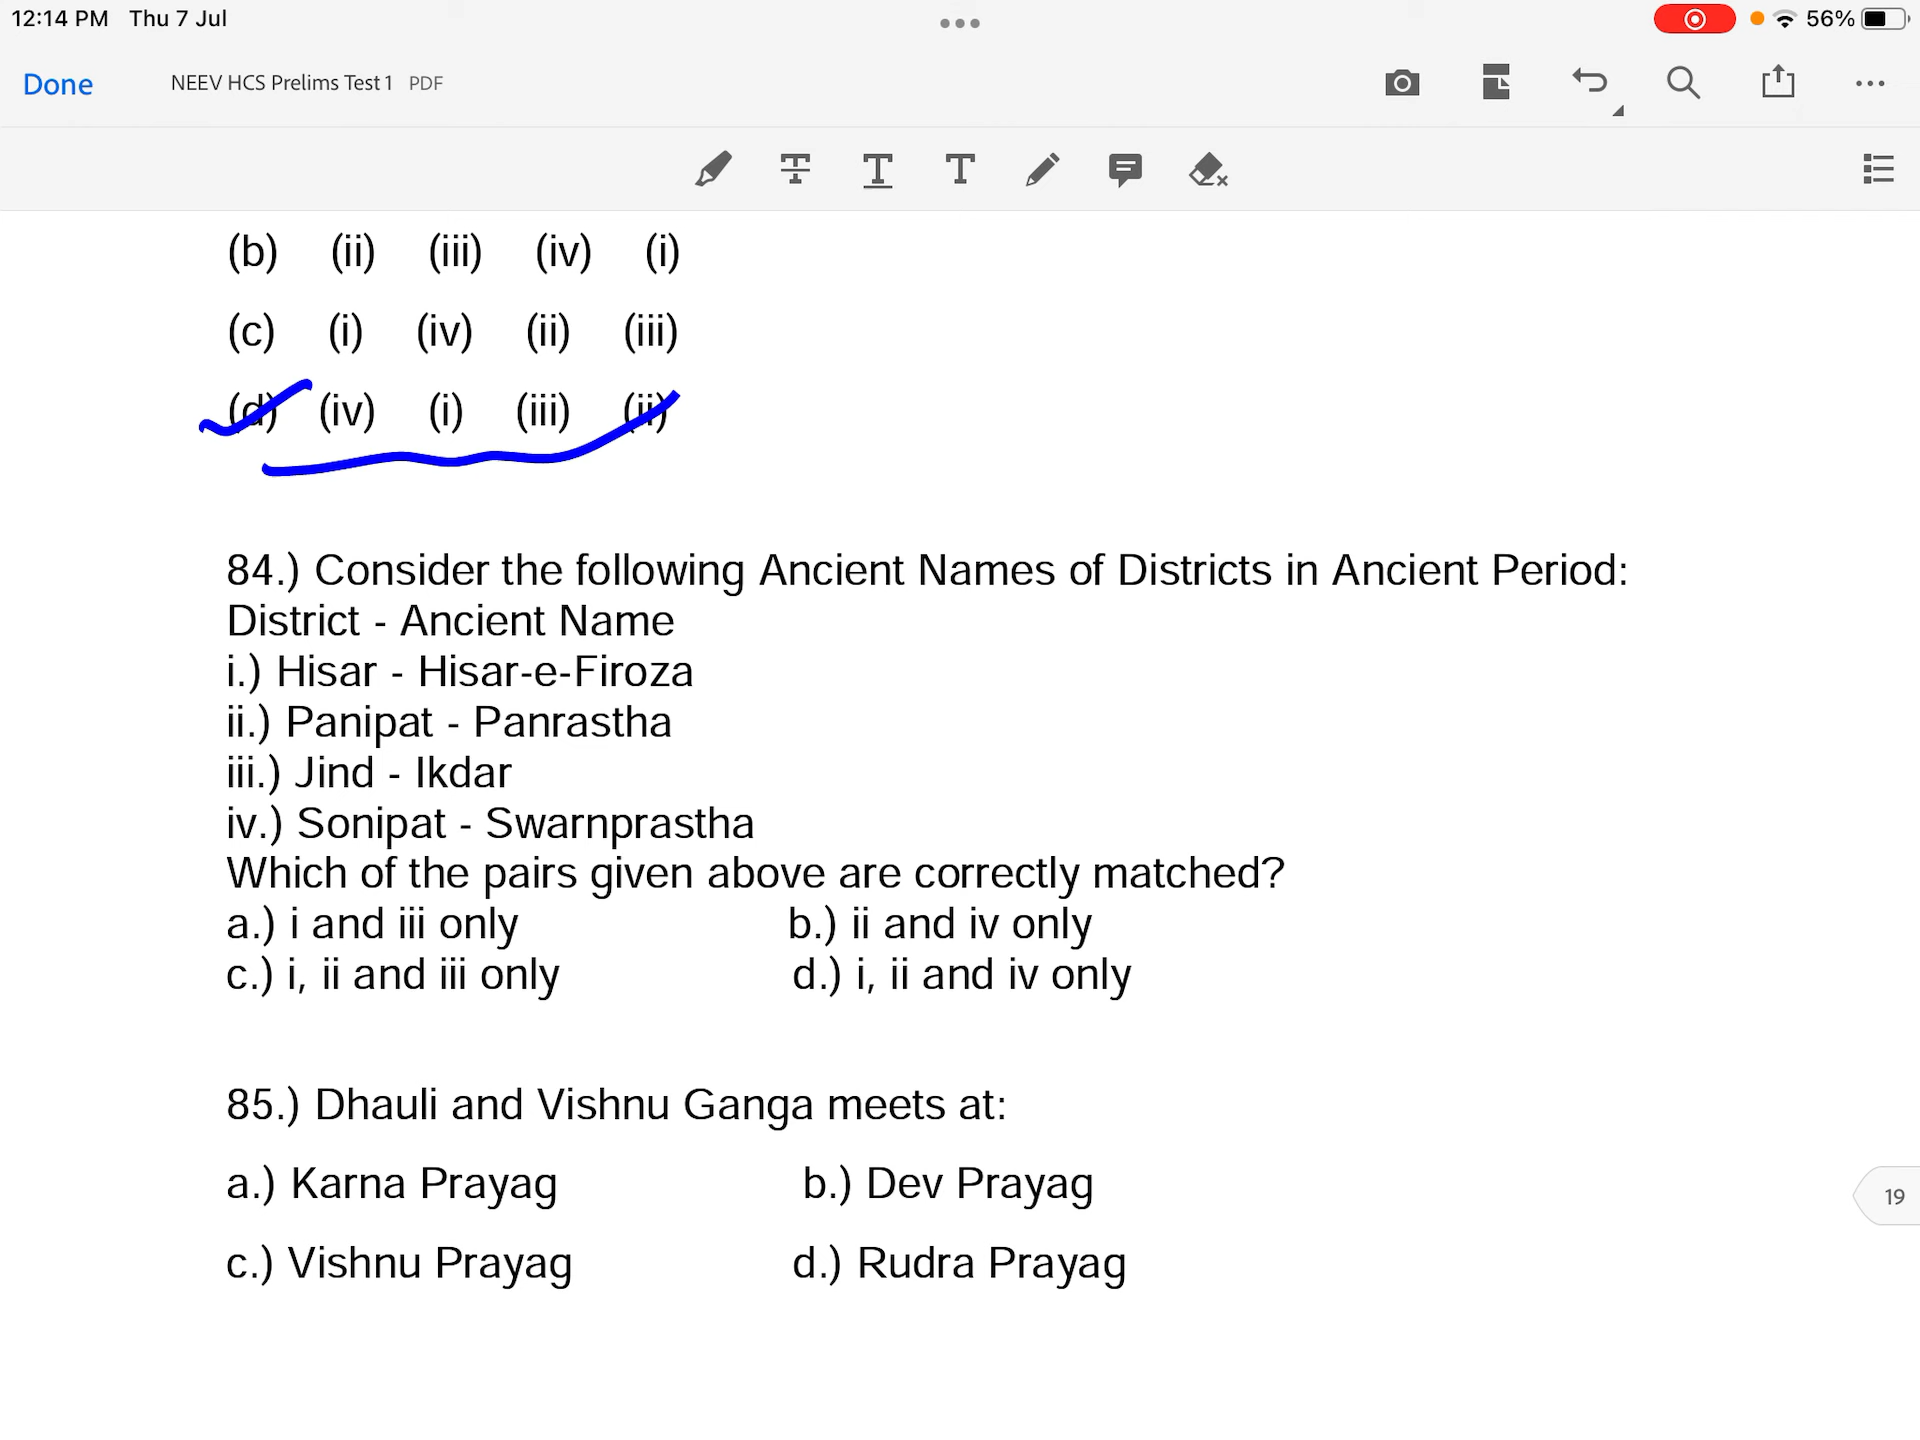 12:14 PM Thu 7 Jul
56%
Done
NEEV HCS Prelims Test 1 PDF
(b) (ii) (iii) (iv) (i)
(c) (i) (iv) (ii) (iii)
(d) (iv) (i) (iii) (ii)
84.) Consider the following Ancient Names of Districts in Ancient Period:
District - Ancient Name
i.) Hisar - Hisar-e-Firoza
ii.) Panipat - Panrastha
iii.) Jind - Ikdar
iv.) Sonipat - Swarnprastha
Which of the pairs given above are correctly matched?
a.) i and iii only b.) ii and iv only
c.) i, ii and iii only d.) i, ii and iv only
85.) Dhauli and Vishnu Ganga meets at:
a.) Karna Prayag b.) Dev Prayag
19
c.) Vishnu Prayag d.) Rudra Prayag